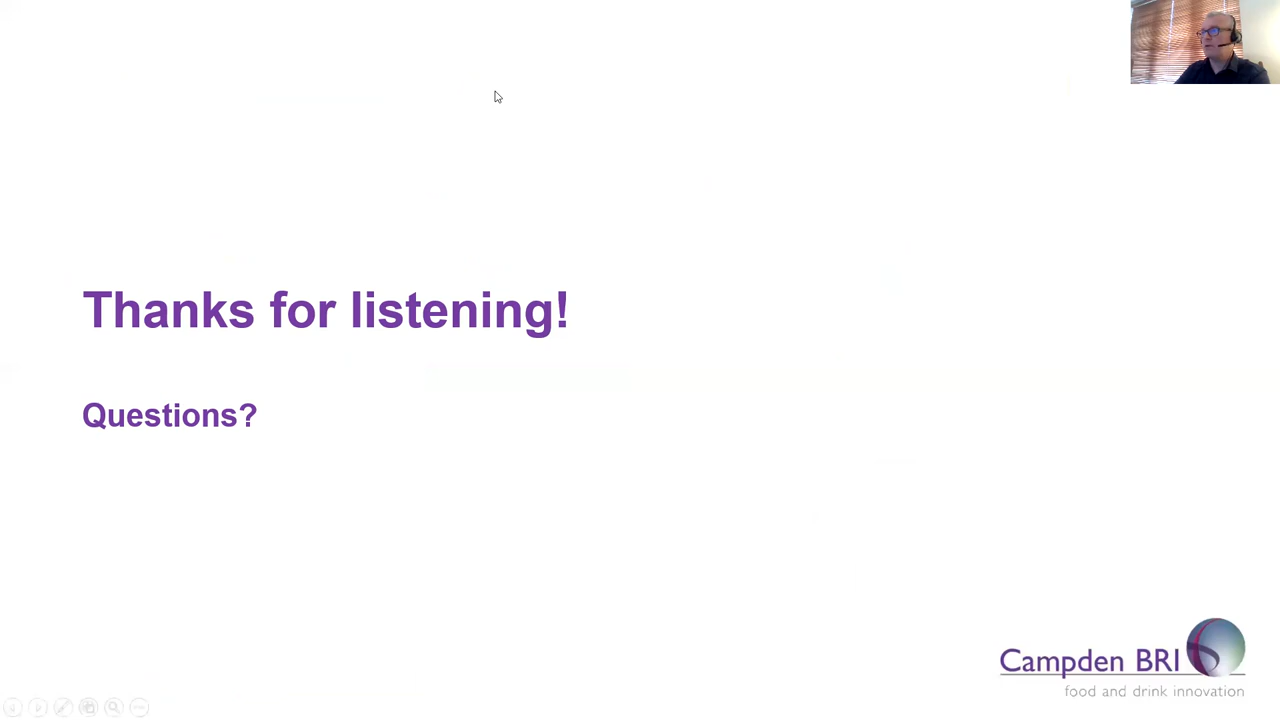 Thanks for listening!
Questions?
Campden BRI
food and drink innovation